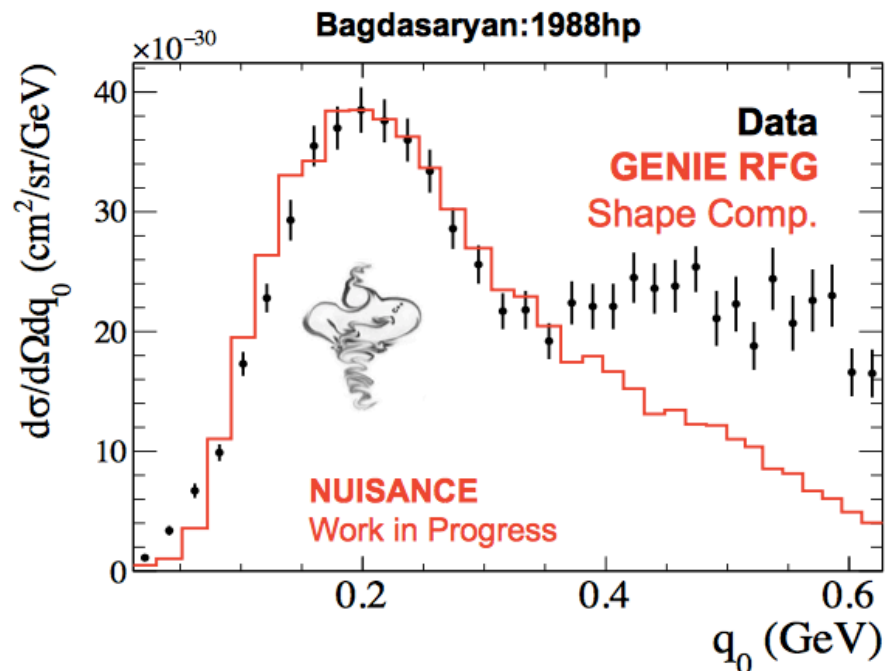 Bagdasaryan:1988hp
×10⁻³⁰
dσ/dΩdq₀ (cm²/sr/GeV)
40
30
20
10
0
Data
GENIE RFG
Shape Comp.
NUISANCE
Work in Progress
0.2
0.4
0.6
q₀ (GeV)